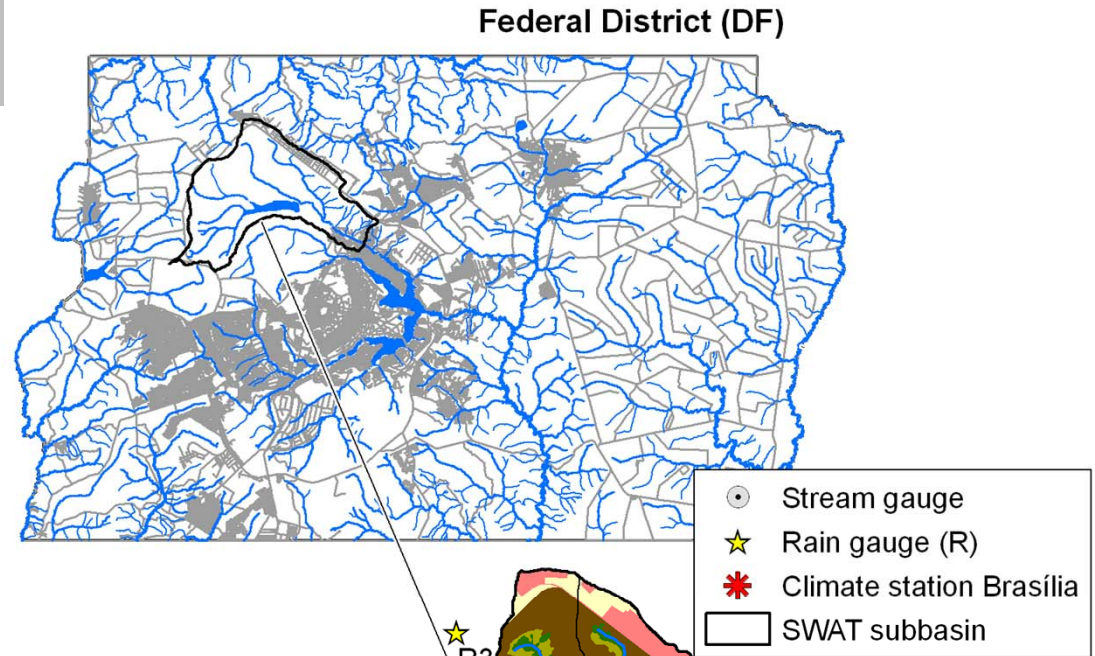 Federal District (DF)
Stream gauge
Rain gauge (R)
Climate station Brasília
SWAT subbasin